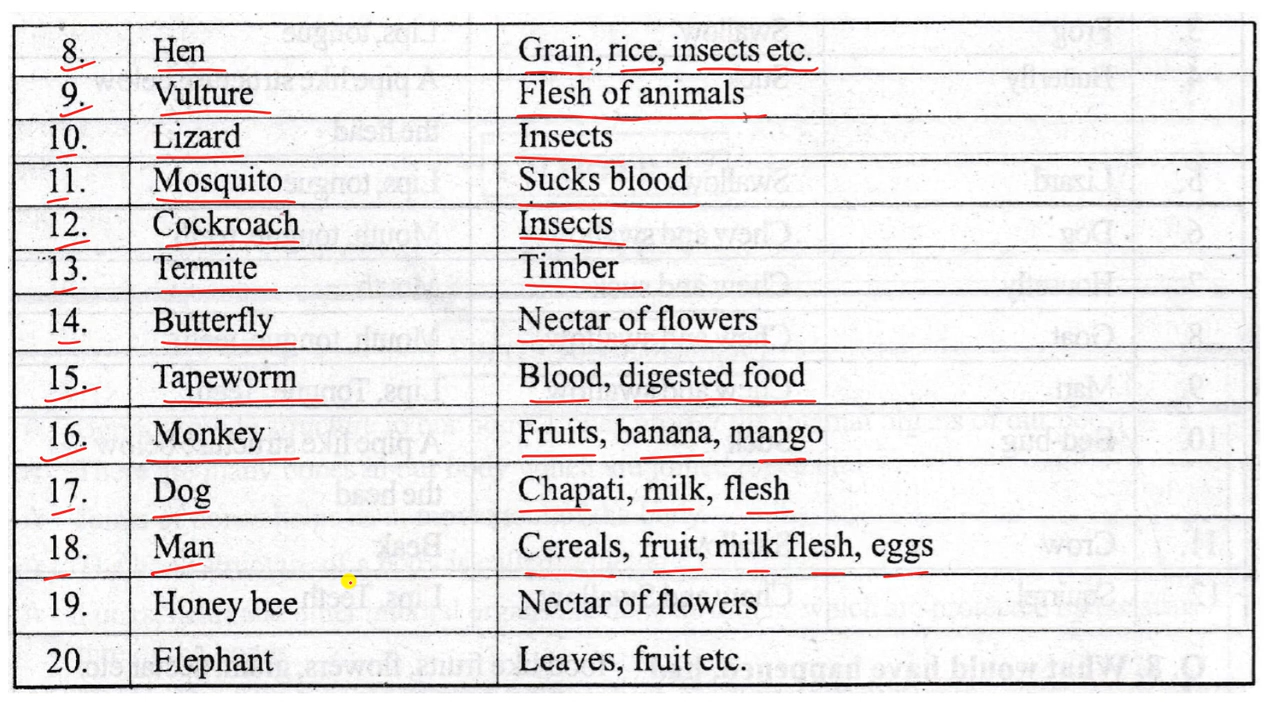 8. Hen Grain, rice, insects etc.
9. Vulture Flesh of animals
10. Lizard Insects
11. Mosquito Sucks blood
12. Cockroach Insects
13. Termite Timber
14. Butterfly Nectar of flowers
15. Tapeworm Blood, digested food
16. Monkey Fruits, banana, mango
17. Dog Chapati, milk, flesh
18. Man Cereals, fruit, milk flesh, eggs
19. Honey bee Nectar of flowers
20. Elephant Leaves, fruit etc.